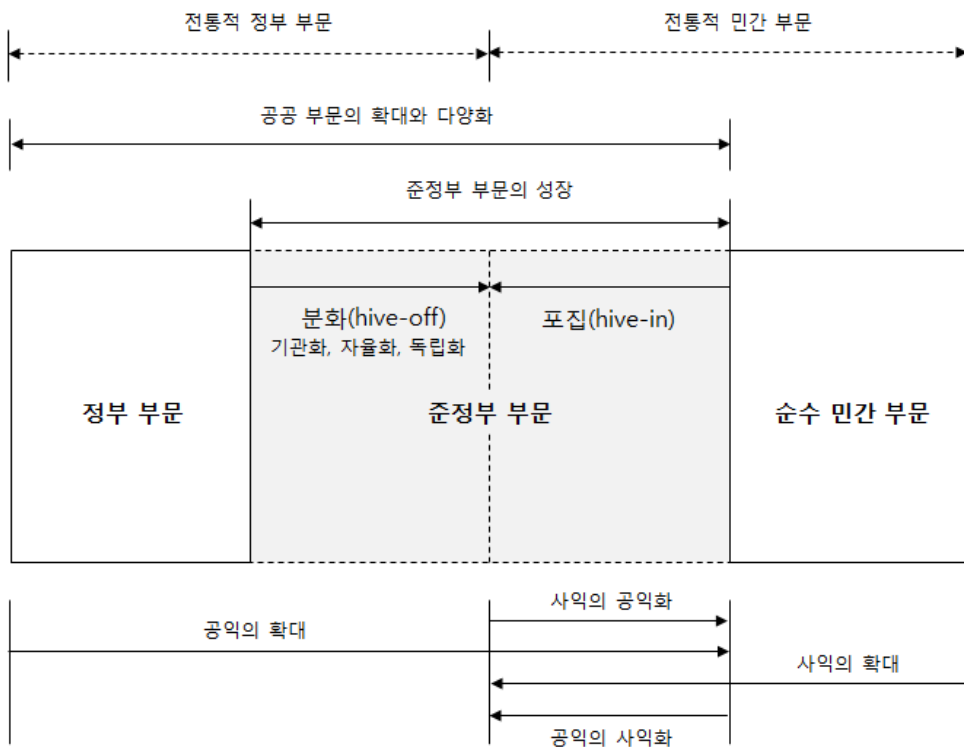 전통적 정부 부문
전통적 민간 부문
공공 부문의 확대와 다양화
준정부 부문의 성장
분화(hive-off)
기관화, 자율화, 독립화
포집(hive-in)
정부 부문
준정부 부문
순수 민간 부문
사익의 공익화
공익의 확대
사익의 확대
공익의 사익화